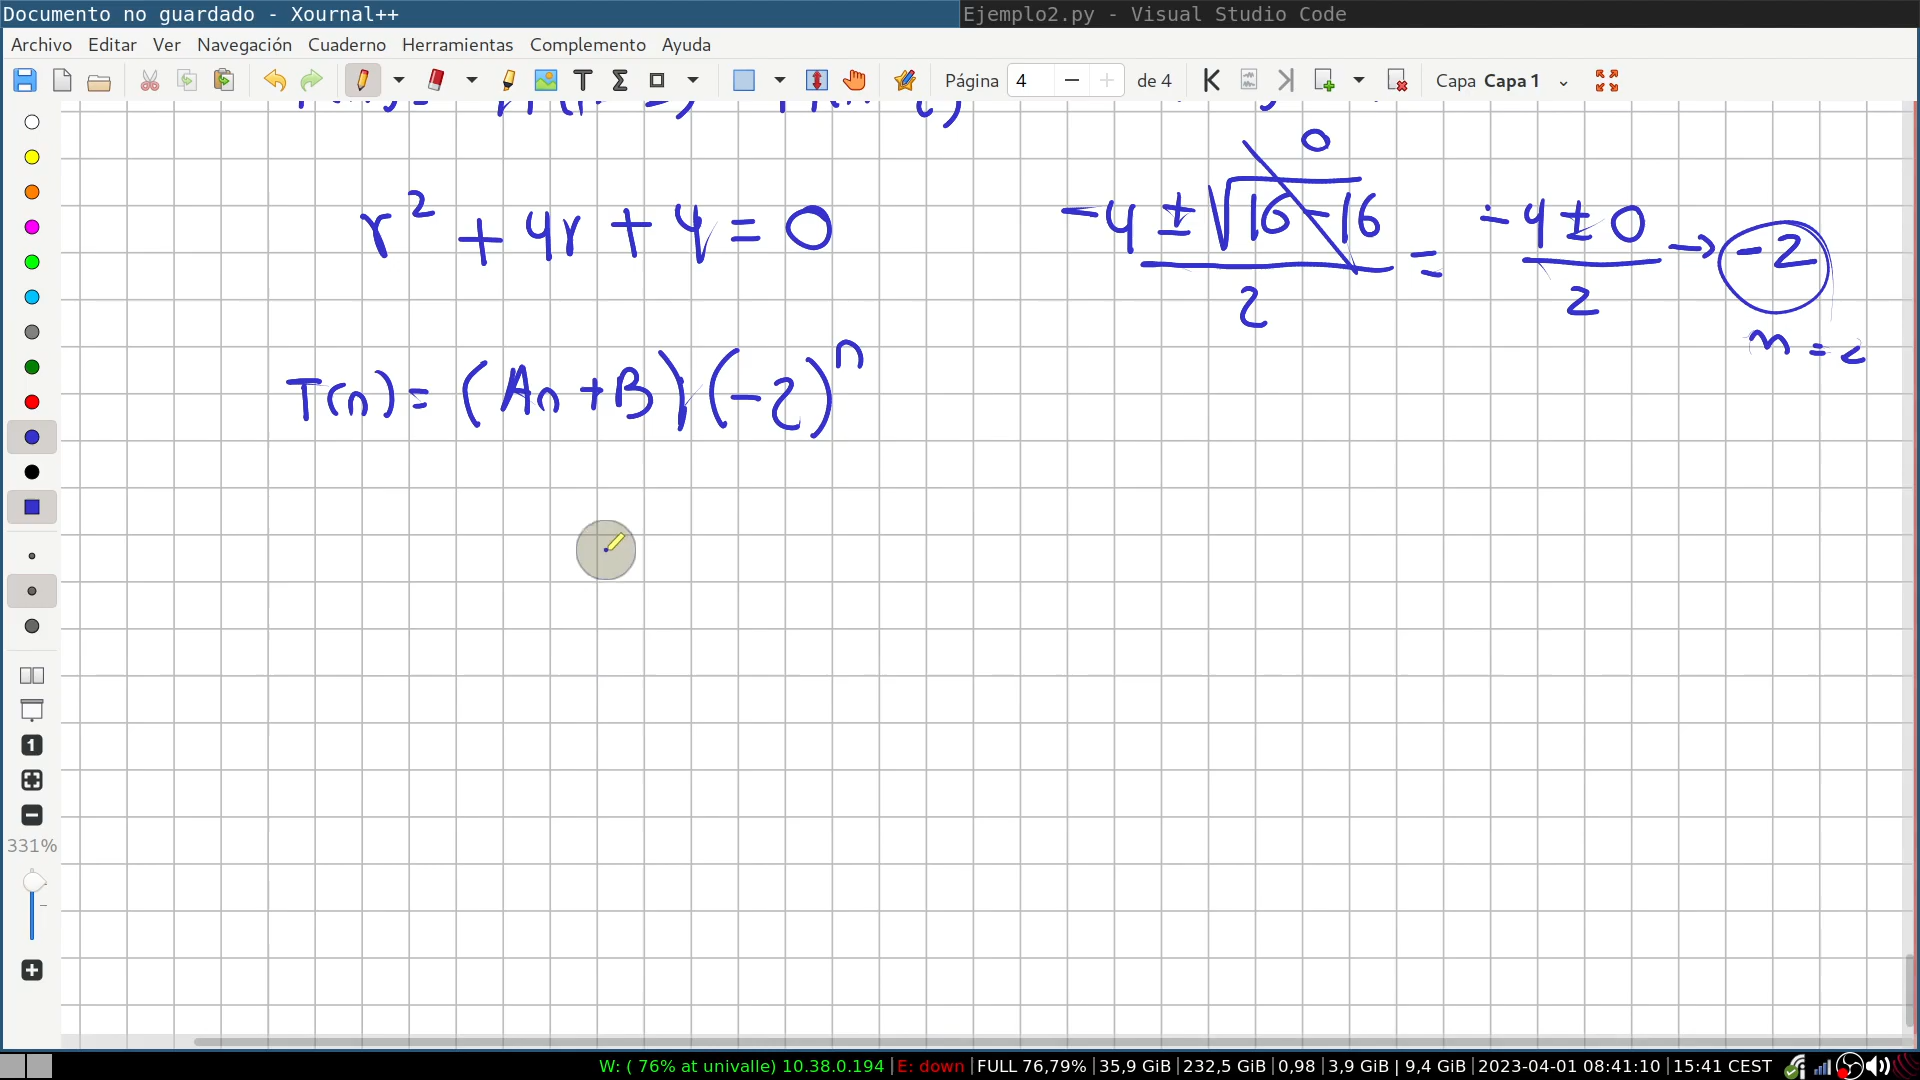 Documento no guardado - Xournal++
Ejemplo2.py - Visual Studio Code
Archivo Editar Ver Navegación Cuaderno Herramientas Complemento Ayuda
Página 4 de 4 Capa Capa 1
r² + 4r + 4 = 0
-4 ± √16-16 / 2 = -4 ± 0 / 2 → -2
0
m = 2
T(n) = (An + B)(-2)ⁿ
331%
W: ( 76% at univalle) 10.38.0.194 |E: down|FULL 76,79%|35,9 GiB|232,5 GiB|0,98|3,9 GiB | 9,4 GiB|2023-04-01 08:41:10|15:41 CEST